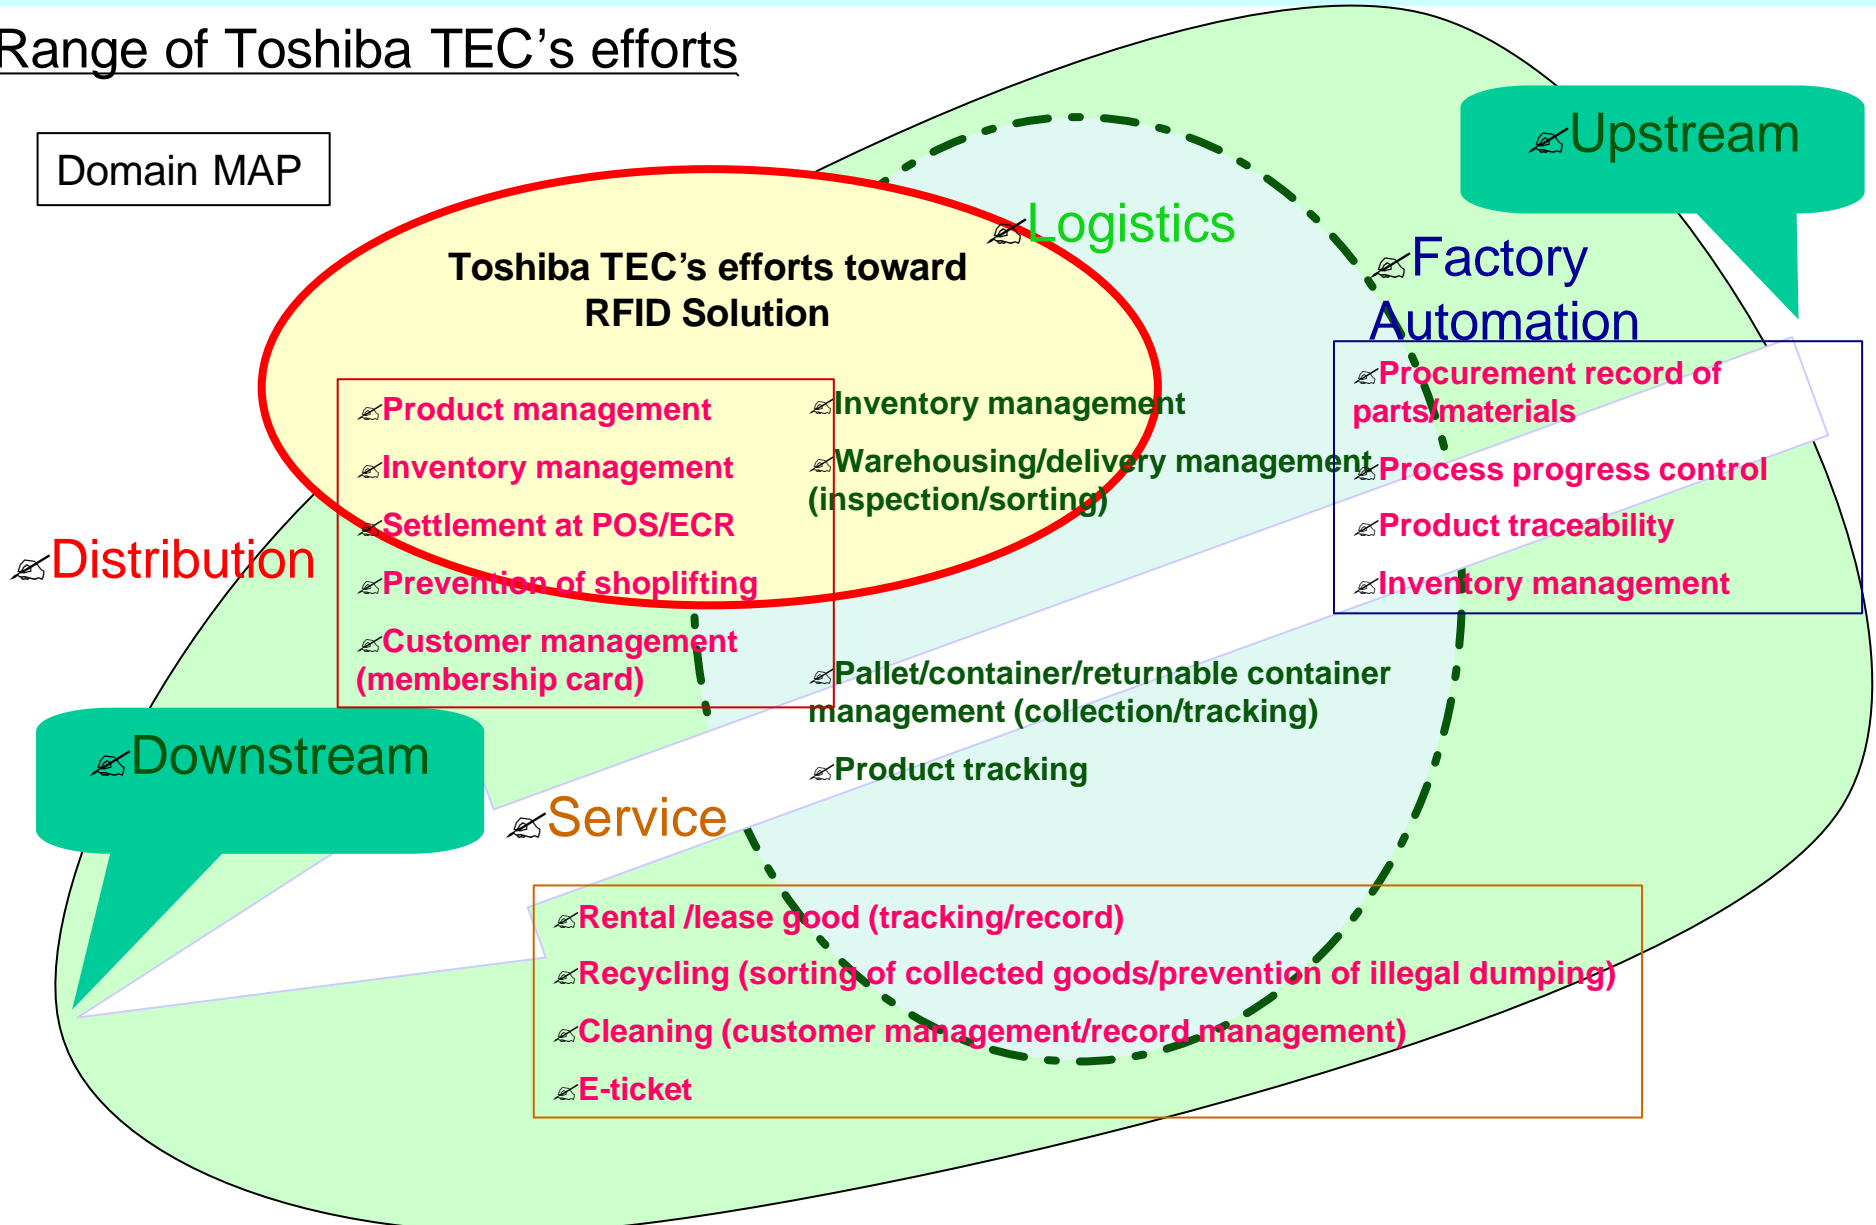 Range of Toshiba TEC’s efforts
Domain MAP
Upstream
Logistics
Factory
Automation
Toshiba TEC’s efforts toward
RFID Solution
Product management
Inventory management
Settlement at POS/ECR
Prevention of shoplifting
Customer management
(membership card)
Inventory management
Warehousing/delivery management
(inspection/sorting)
Procurement record of
parts/materials
Process progress control
Product traceability
Inventory management
Distribution
Pallet/container/returnable container
management (collection/tracking)
Product tracking
Downstream
Service
Rental /lease good (tracking/record)
Recycling (sorting of collected goods/prevention of illegal dumping)
Cleaning (customer management/record management)
E-ticket